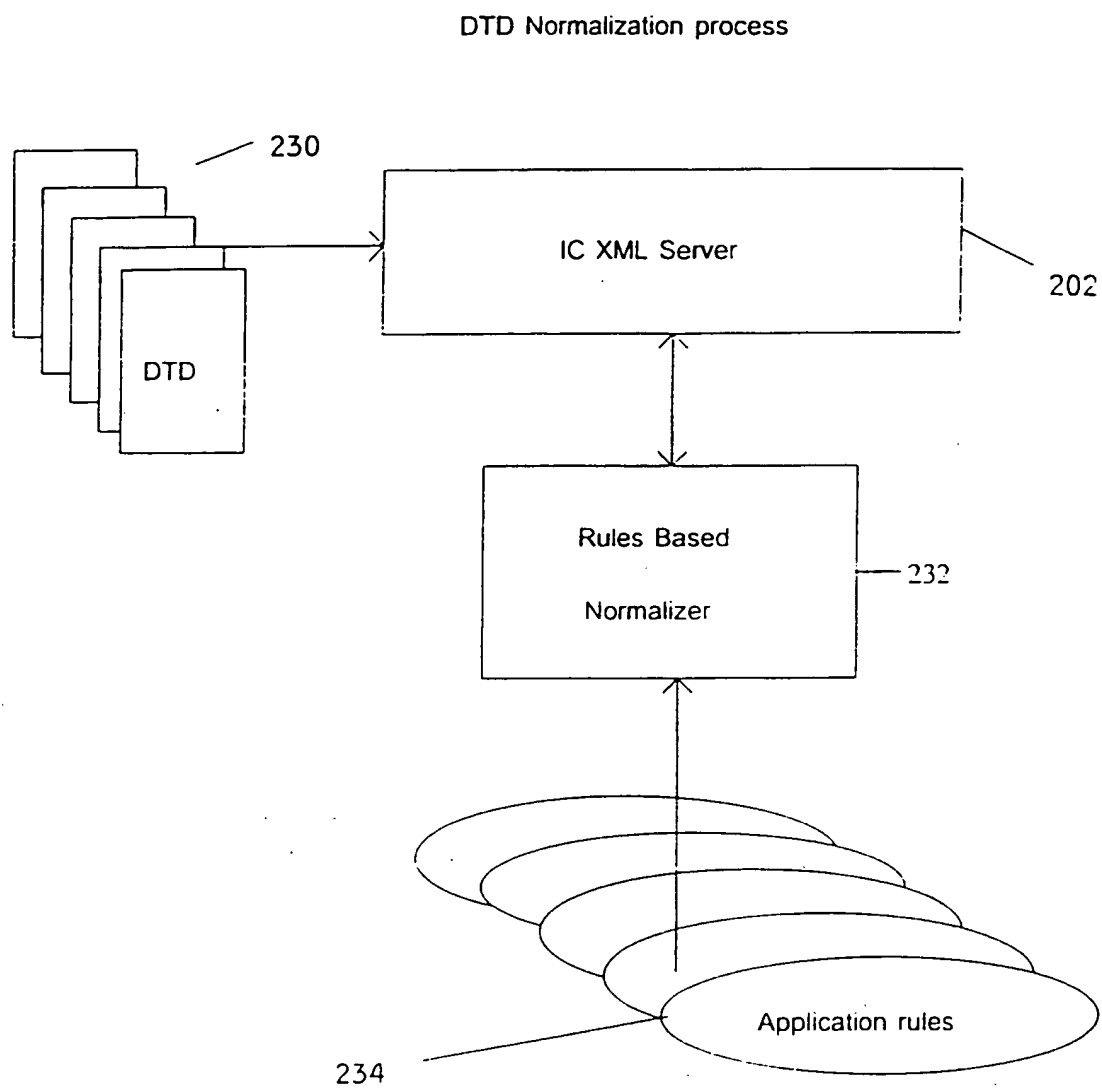 DTD Normalization process
230
IC XML Server
202
DTD
Rules Based
232
Normalizer
Application rules
234